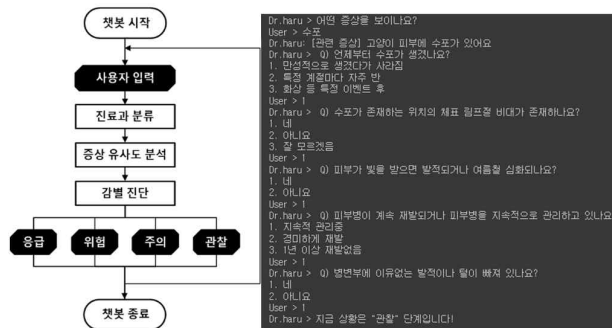 챗봇 시작
사용자 입력
진료과 분류
증상 유사도 분석
감별 진단
응급
위험
주의
관찰
챗봇 종료
Dr.haru > 어떤 증상을 보이나요?
User > 수포
Dr.haru: [관련 증상] 고양이 피부에 수포가 있어요
Dr.haru > Q) 언제부터 수포가 생겼나요?
1. 만성적으로 생겼다가 사라짐
2. 특정 계절마다 자주 반
3. 화상 등 특정 이벤트 후
User > 1
Dr.haru > Q) 수포가 존재하는 위치의 체표 림프절 비대가 존재하나요?
1. 네
2. 아니요
3. 잘 모르겠음
User > 1
Dr.haru > Q) 피부가 빛을 받으면 발적되거나 여름철 심화되나요?
1. 네
2. 아니요
User > 1
Dr.haru > Q) 피부병이 계속 재발되거나 피부병을 지속적으로 관리하고 있나요
1. 지속적 관리중
2. 경미하게 재발
3. 1년 이상 재발없음
User > 1
Dr.haru > Q) 병변부에 이유없는 발적이나 털이 빠져 있나요?
1. 네
2. 아니요
User > 1
Dr.haru > 지금 상황은 "관찰" 단계입니다!